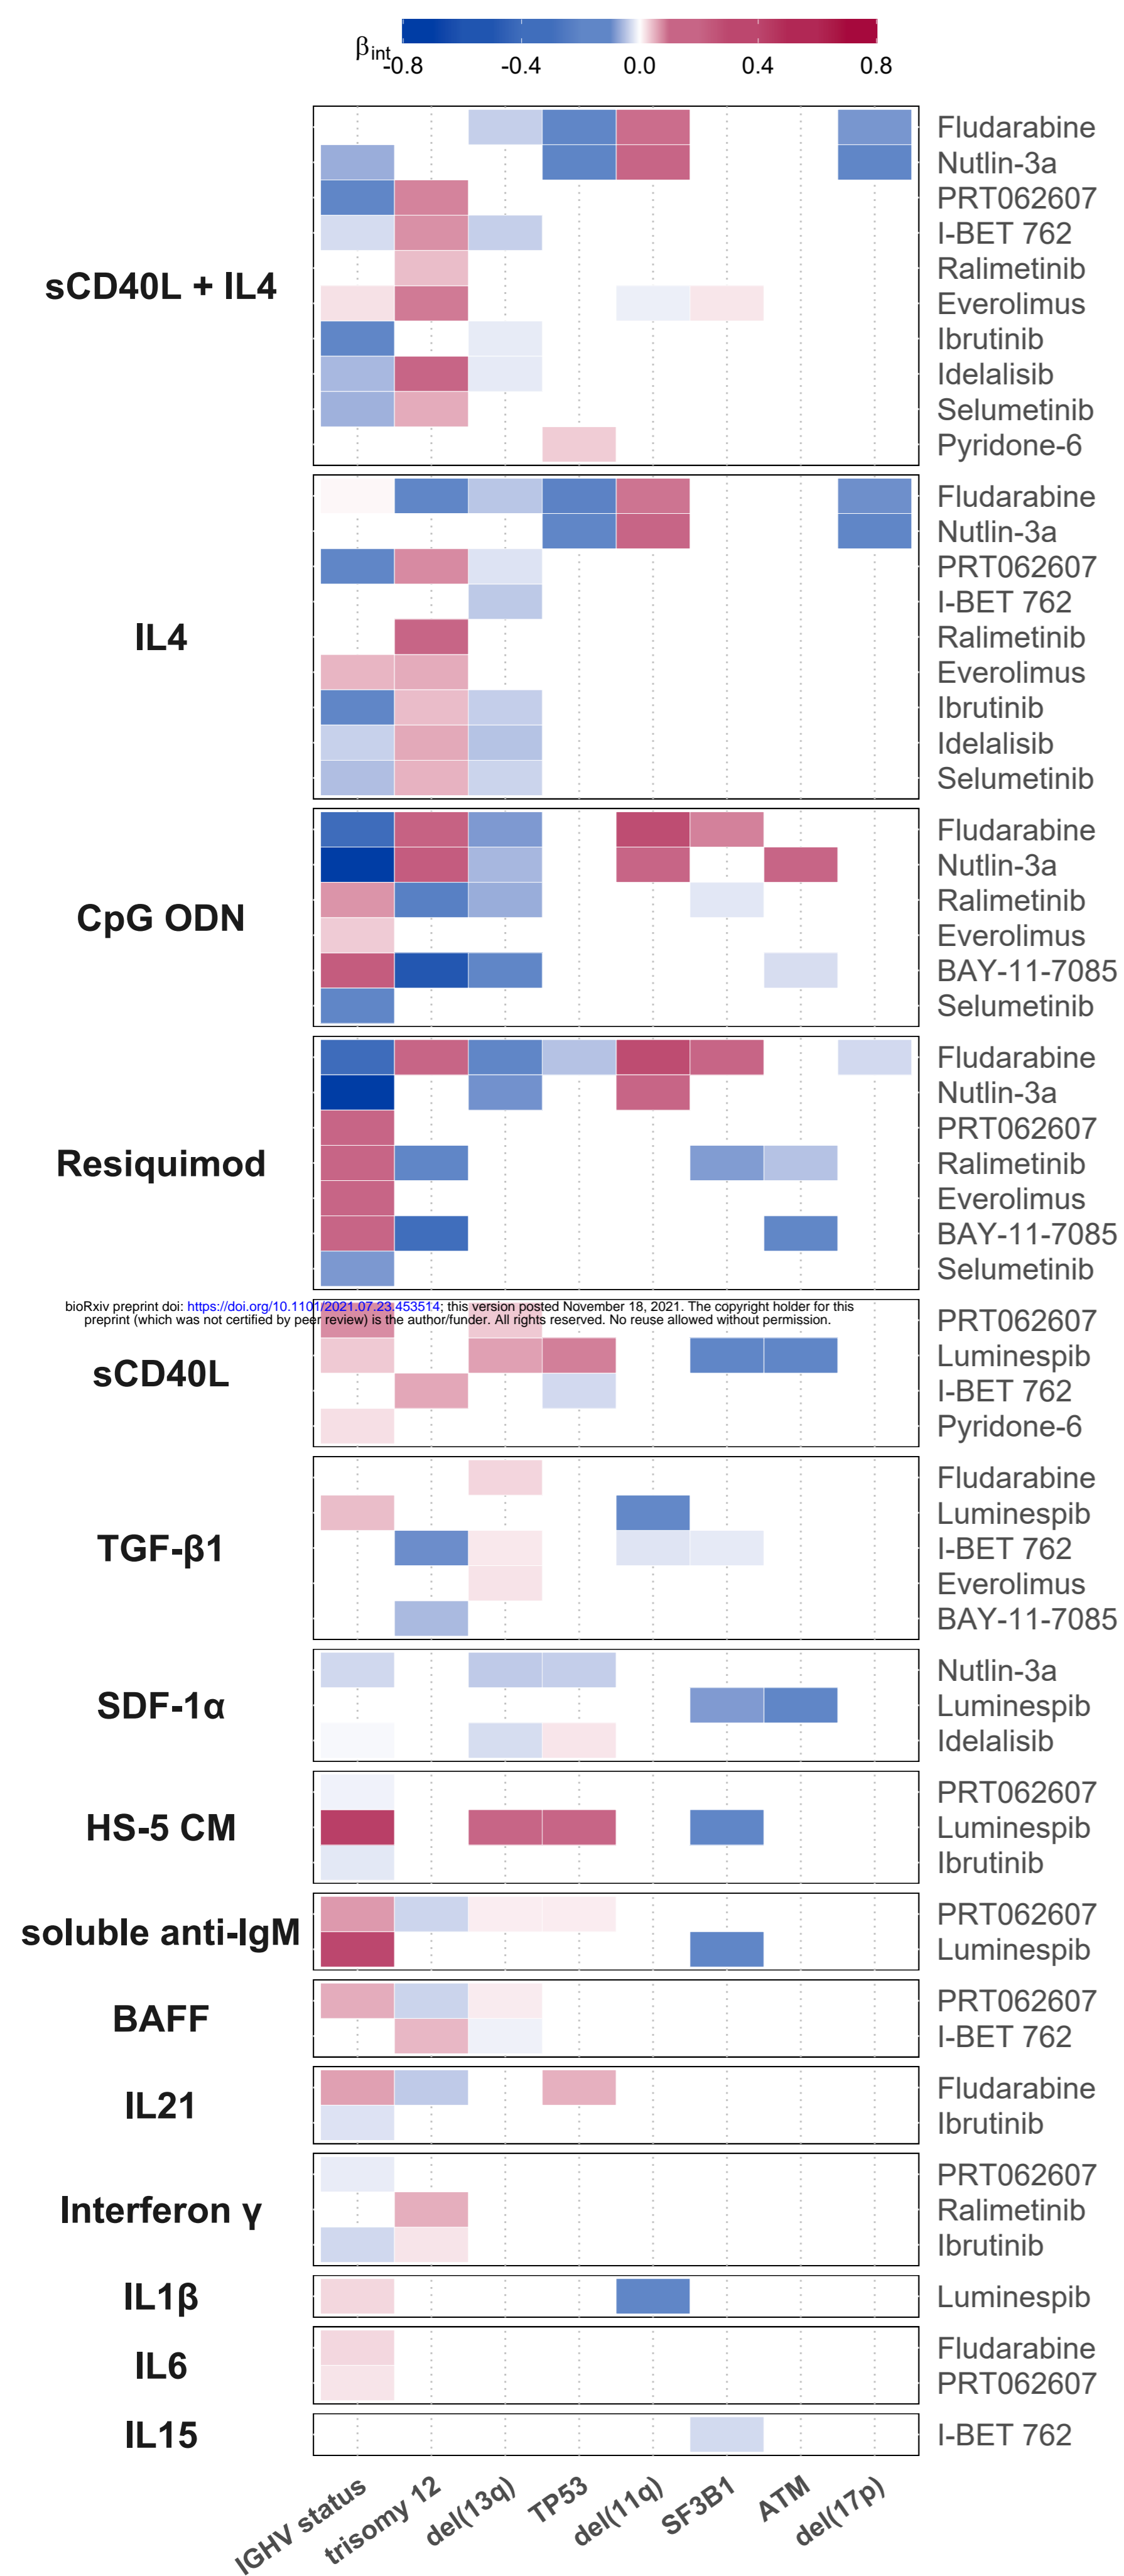 βint
-0.8 -0.4 0.0 0.4 0.8
sCD40L + IL4
Fludarabine
Nutlin-3a
PRT062607
I-BET 762
Ralimetinib
Everolimus
Ibrutinib
Idelalisib
Selumetinib
Pyridone-6
IL4
Fludarabine
Nutlin-3a
PRT062607
I-BET 762
Ralimetinib
Everolimus
Ibrutinib
Idelalisib
Selumetinib
CpG ODN
Fludarabine
Nutlin-3a
Ralimetinib
Everolimus
BAY-11-7085
Selumetinib
Resiquimod
Fludarabine
Nutlin-3a
PRT062607
Ralimetinib
Everolimus
BAY-11-7085
Selumetinib
bioRxiv preprint doi: https://doi.org/10.1101/2021.07.23.453514; this version posted November 18, 2021. The copyright holder for this
preprint (which was not certified by peer review) is the author/funder. All rights reserved. No reuse allowed without permission.
sCD40L
PRT062607
Luminespib
I-BET 762
Pyridone-6
TGF-β1
Fludarabine
Luminespib
I-BET 762
Everolimus
BAY-11-7085
SDF-1α
Nutlin-3a
Luminespib
Idelalisib
HS-5 CM
PRT062607
Luminespib
Ibrutinib
soluble anti-IgM
PRT062607
Luminespib
BAFF
PRT062607
I-BET 762
IL21
Fludarabine
Ibrutinib
Interferon γ
PRT062607
Ralimetinib
Ibrutinib
IL1β
Luminespib
IL6
Fludarabine
PRT062607
IL15
I-BET 762
IGHV status
trisomy 12
del(13q)
TP53
del(11q)
SF3B1
ATM
del(17p)